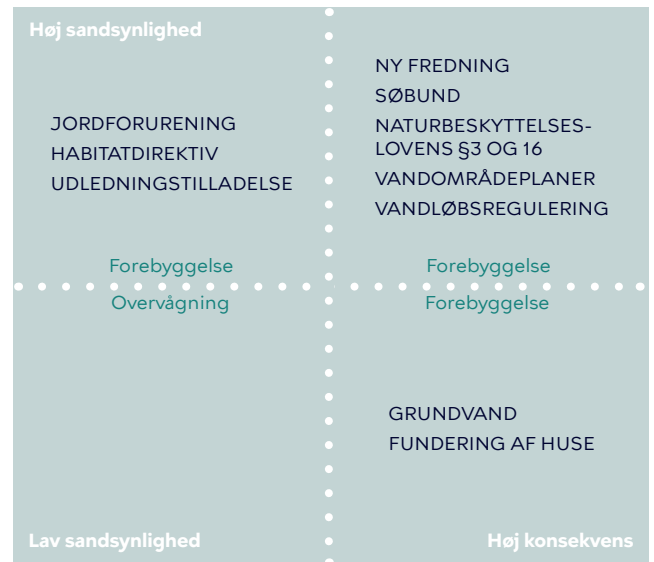 Høj sandsynlighed
JORDFORURENING
HABITATDIREKTIV
UDLEDNINGSTILLADELSE
Forebyggelse
NY FREDNING
SØBUND
NATURBESKYTTELSES-
LOVENS §3 OG 16
VANDOMRÅDEPLANER
VANDLØBSREGULERING
Forebyggelse
Overvågning
Forebyggelse
GRUNDVAND
FUNDERING AF HUSE
Lav sandsynlighed
Høj konsekvens